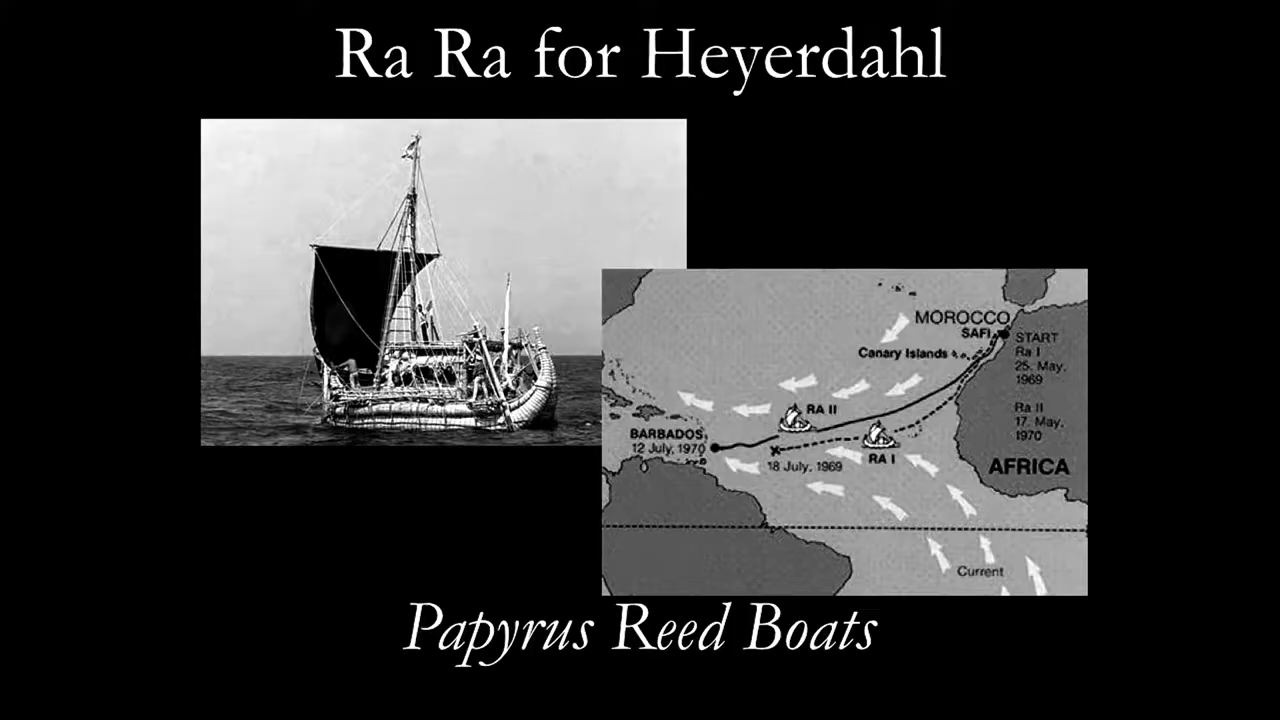 Ra Ra for Heyerdahl
MOROCCO
SAFI
Canary Islands
START
Ra I
25. May,
1969
Ra II
17. May,
1970
RA II
BARBADOS
12 July, 1970
RA I
18 July, 1969
AFRICA
Current
Papyrus Reed Boats